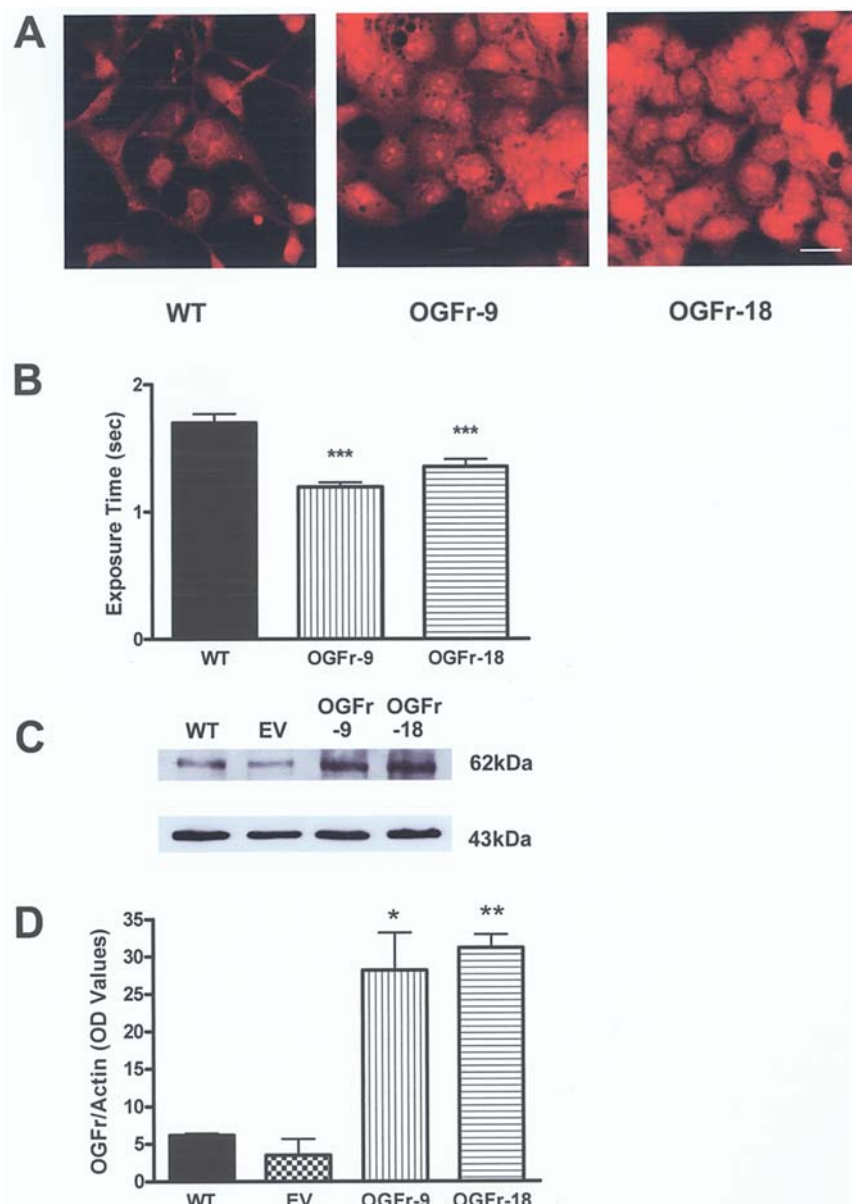 A
WT OGFr-9 OGFr-18
B
Exposure Time (sec)
2
***
***
1
0
WT OGFr-9 OGFr-18
C
WT EV OGFr -9 OGFr -18
62kDa
43kDa
D
OGFr/Actin (OD Values)
35
*
**
30
25
20
15
10
5
0
WT EV OGFr-9 OGFr-18